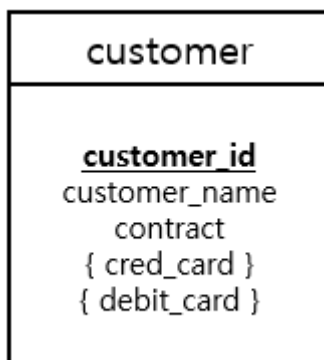 customer
customer_id
customer_name
contract
{ cred_card }
{ debit_card }